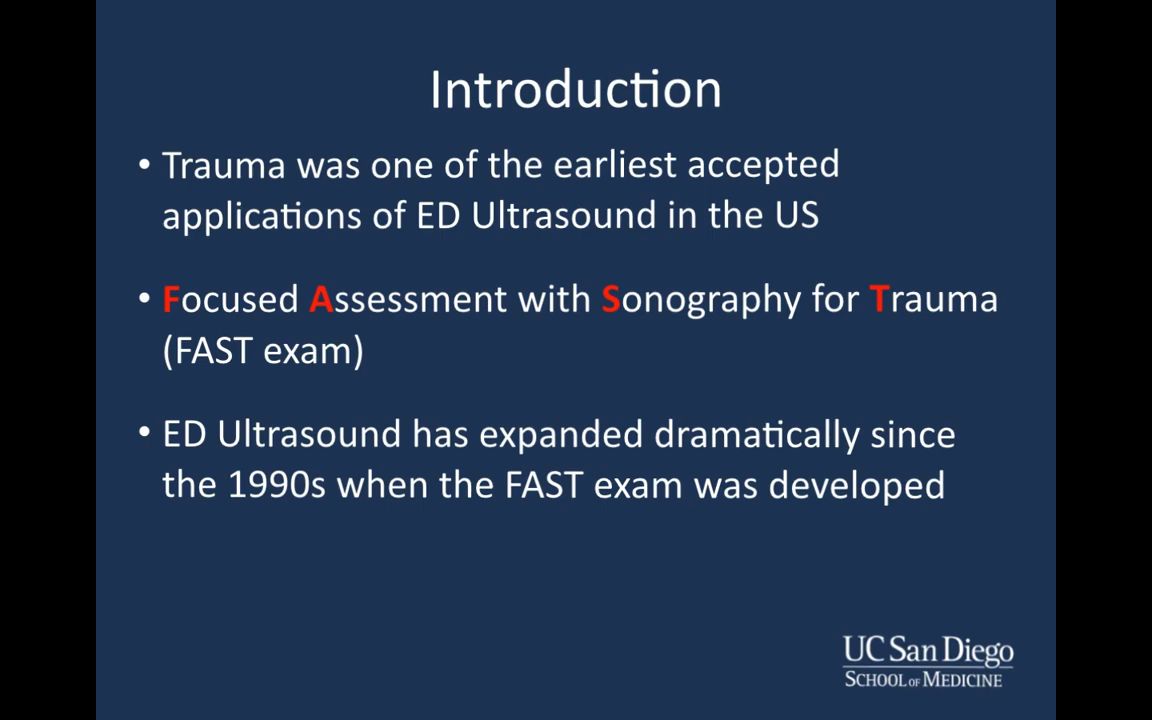 Introduction
• Trauma was one of the earliest accepted
applications of ED Ultrasound in the US
• Focused Assessment with Sonography for Trauma
(FAST exam)
• ED Ultrasound has expanded dramatically since
the 1990s when the FAST exam was developed
UC San Diego
SCHOOL OF MEDICINE